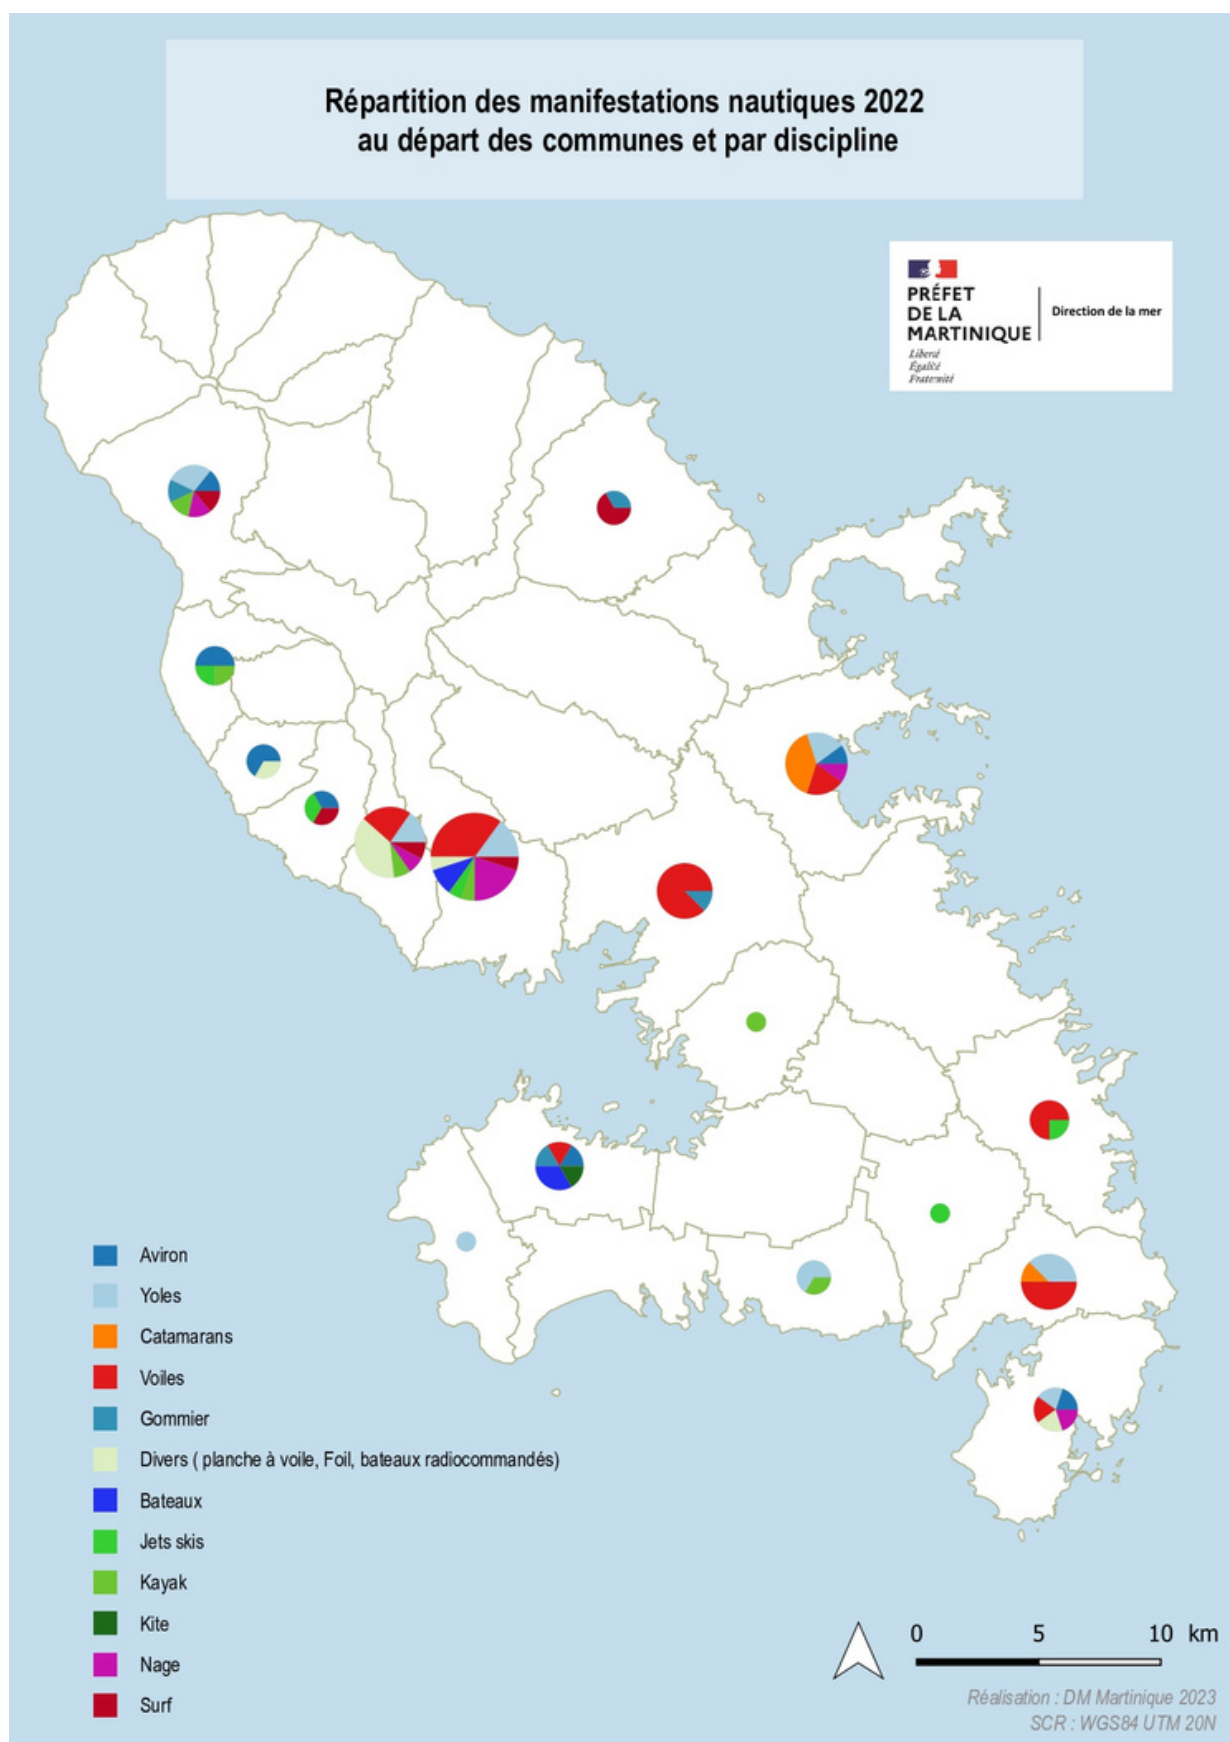 Répartition des manifestations nautiques 2022
au départ des communes et par discipline
PRÉFET
DE LA
MARTINIQUE
Liberté
Égalité
Fraternité
Direction de la mer
Aviron
Yoles
Catamarans
Voiles
Gommier
Divers ( planche à voile, Foil, bateaux radiocommandés)
Bateaux
Jets skis
Kayak
Kite
Nage
Surf
0 5 10 km
Réalisation : DM Martinique 2023
SCR : WGS84 UTM 20N